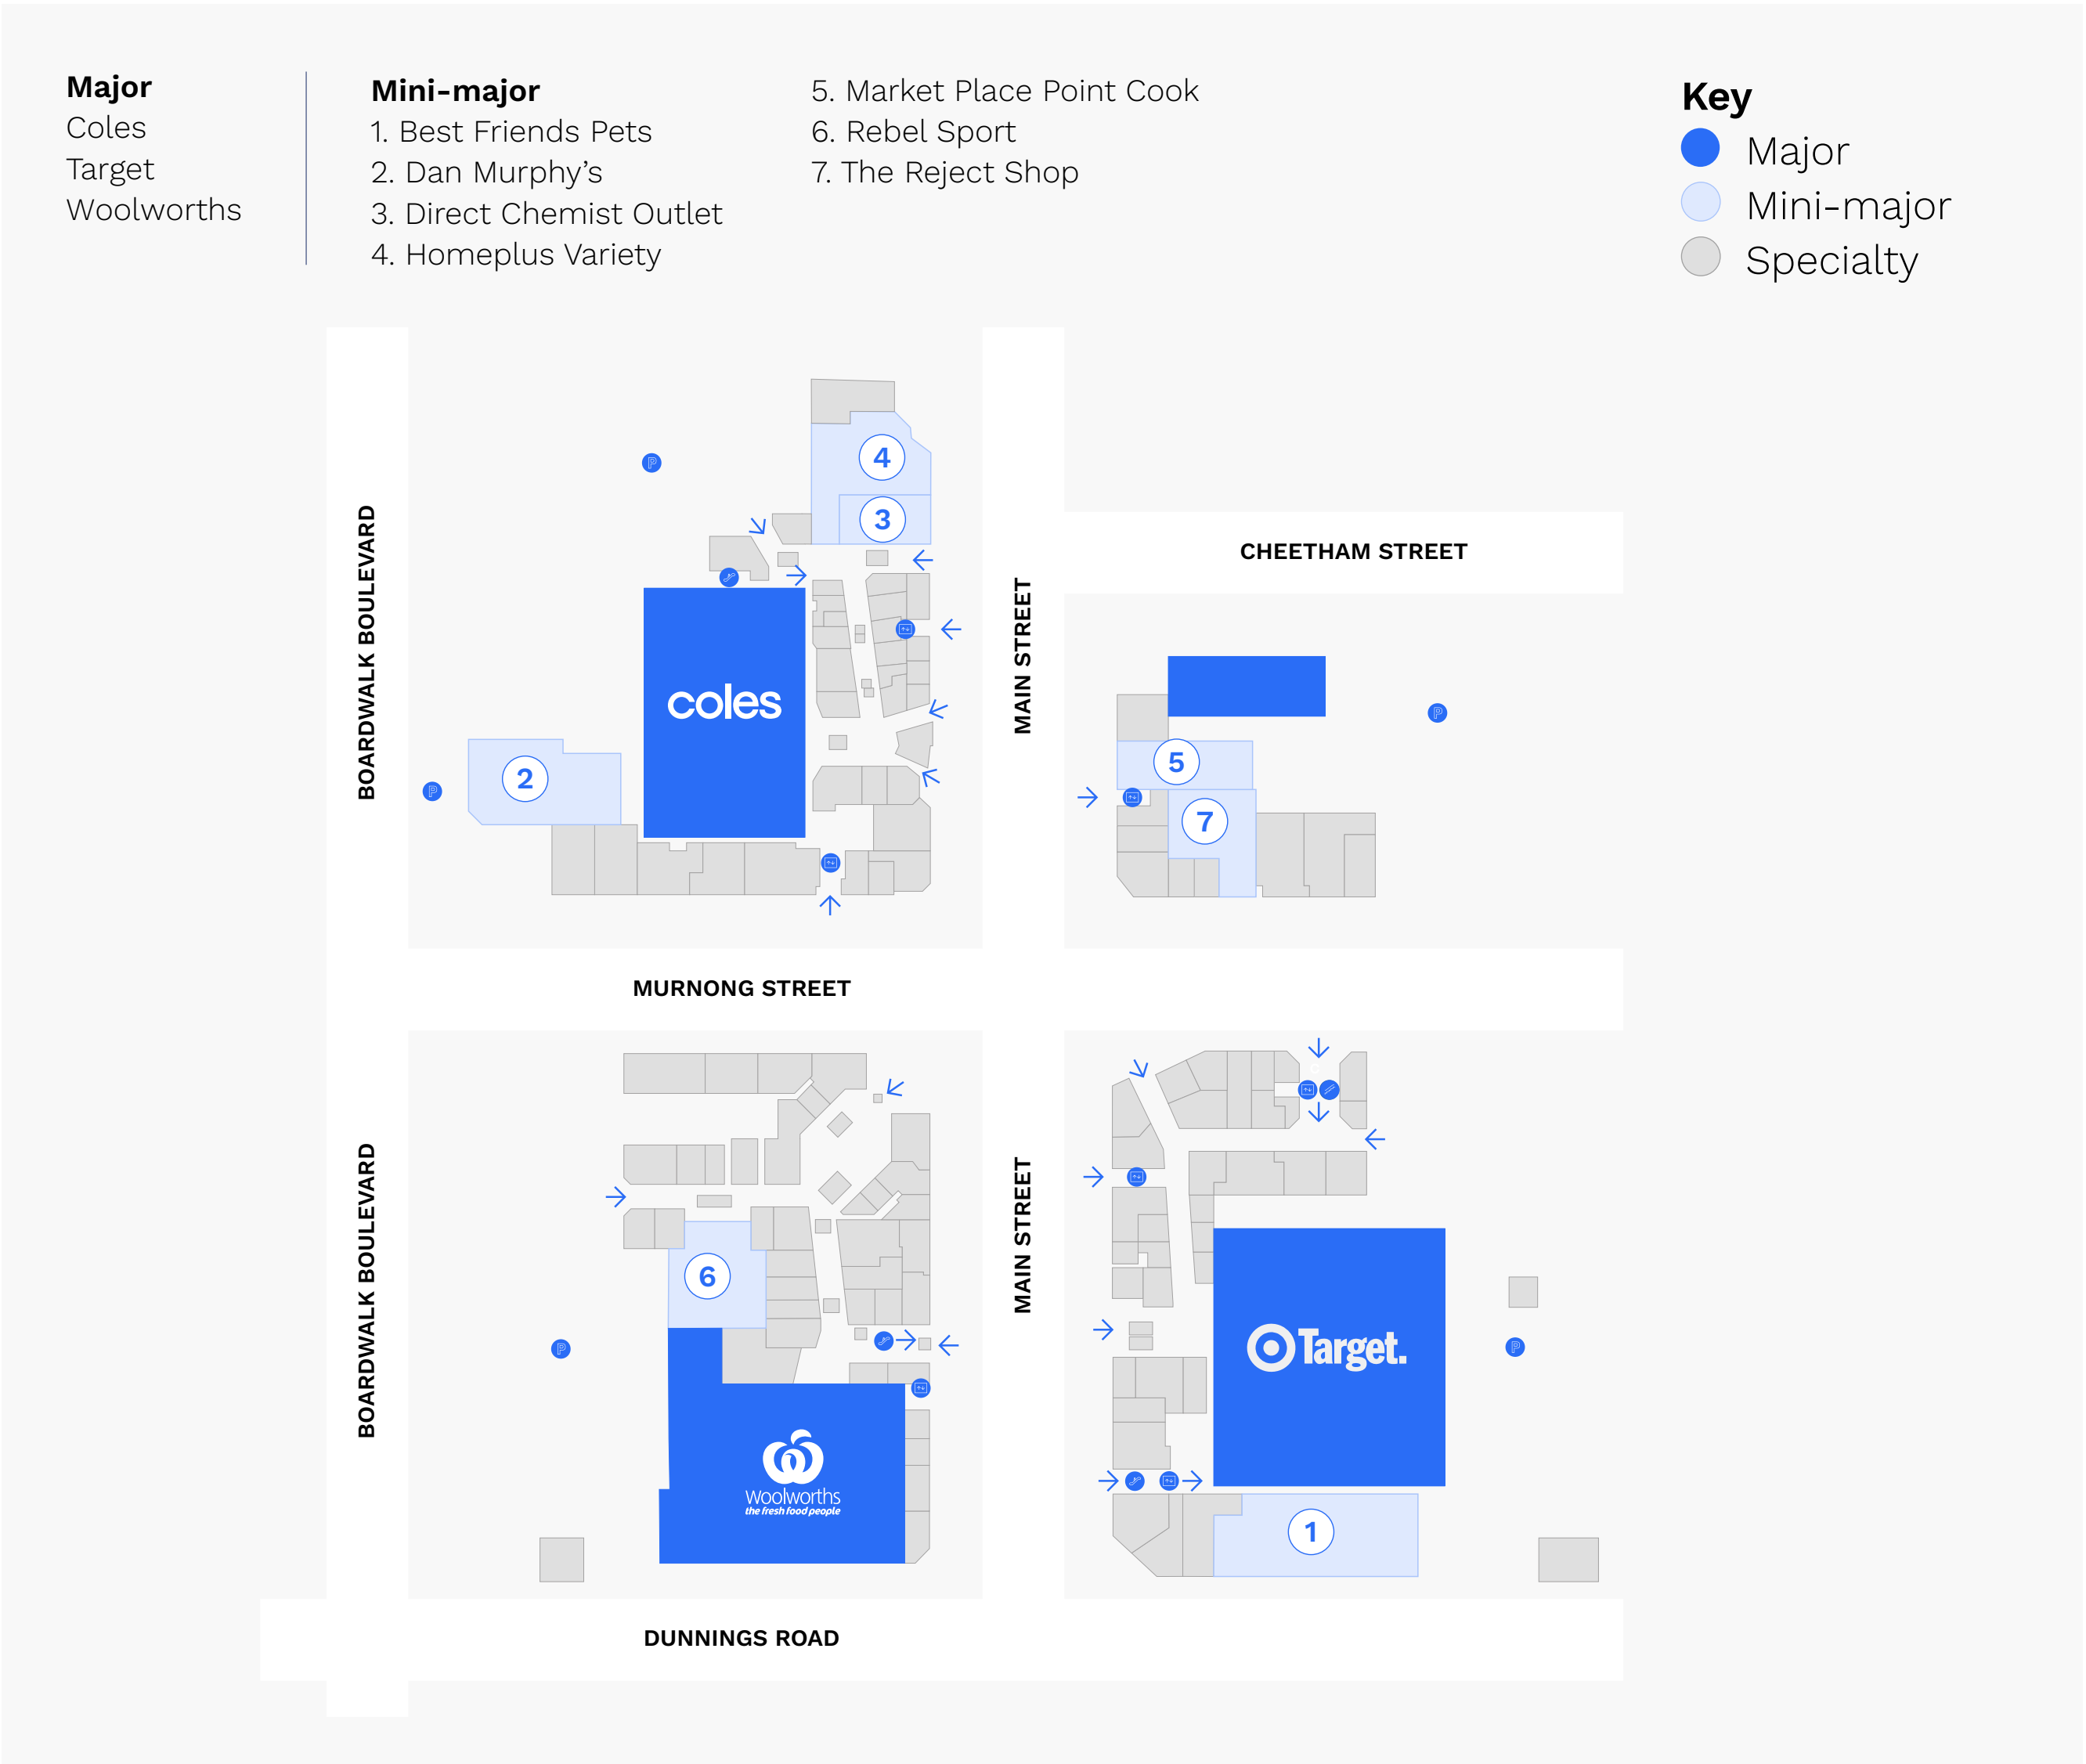 Major
Coles
Target
Woolworths
Mini-major
1. Best Friends Pets
2. Dan Murphy’s
3. Direct Chemist Outlet
4. Homeplus Variety
5. Market Place Point Cook
6. Rebel Sport
7. The Reject Shop
Key
Major
Mini-major
Specialty
BOARDWALK BOULEVARD
P
4
3
coles
2
P
MAIN STREET
CHEETHAM STREET
P
5
7
MURNONG STREET
BOARDWALK BOULEVARD
6
P
Woolworths
the fresh food people
MAIN STREET
Target.
P
1
DUNNINGS ROAD